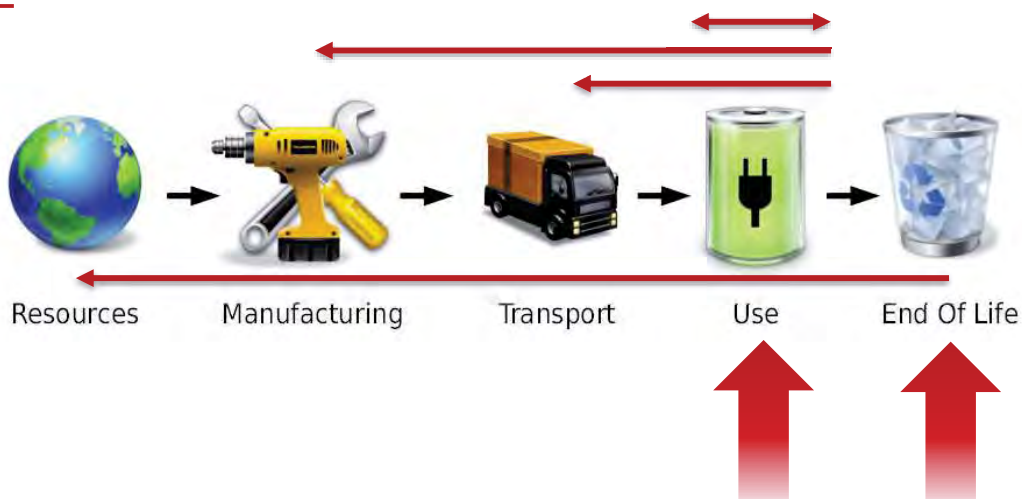 Resources
Manufacturing
Transport
Use
End Of Life